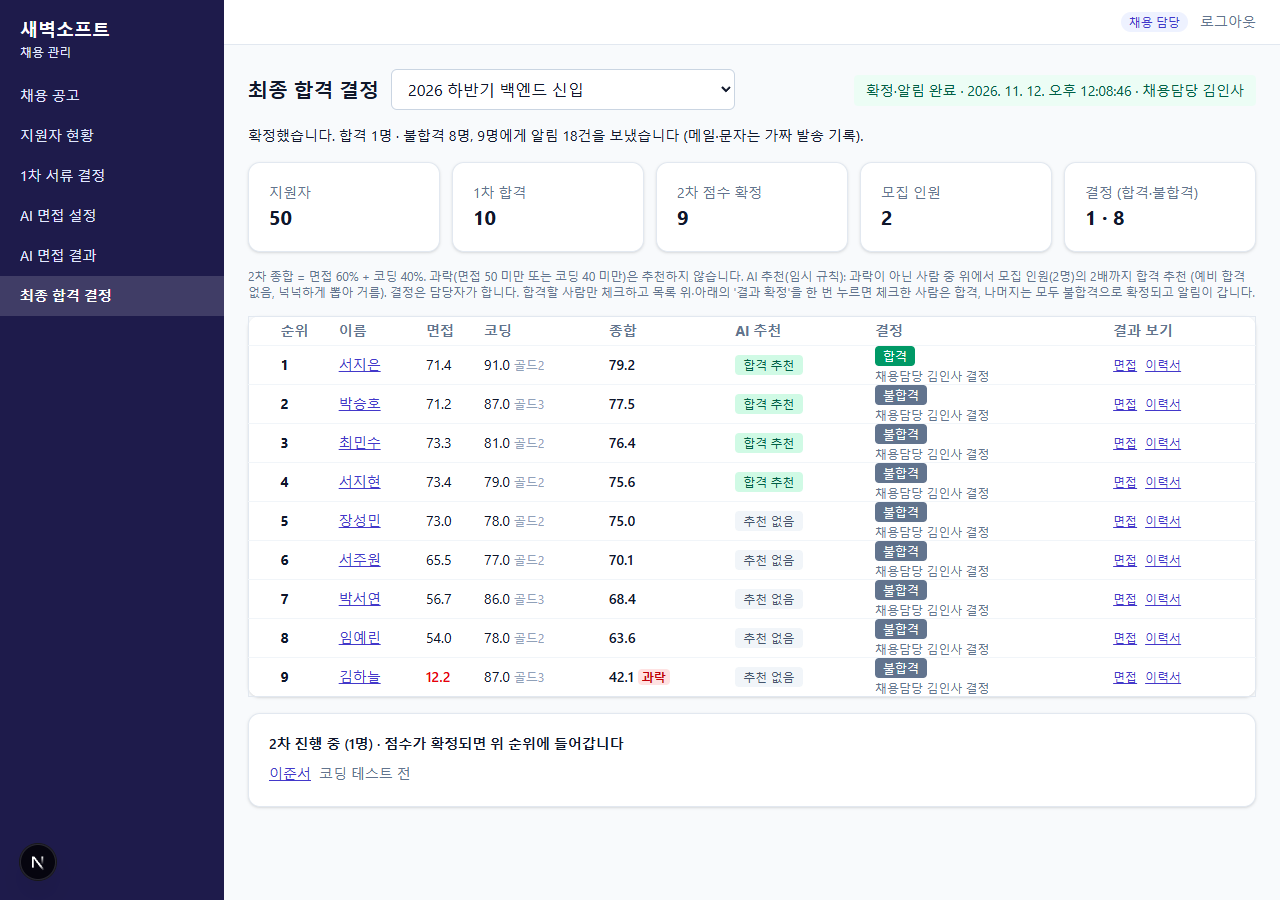 새벽소프트
채용 관리
채용 공고
지원자 현황
1차 서류 결정
AI 면접 설정
AI 면접 결과
최종 합격 결정
채용 담당 로그아웃
최종 합격 결정 2026 하반기 백엔드 신입 확정·알림 완료 · 2026. 11. 12. 오후 12:08:46 · 채용담당 김인사
확정했습니다. 합격 1명 · 불합격 8명, 9명에게 알림 18건을 보냈습니다 (메일·문자는 가짜 발송 기록).
지원자 1차 합격 2차 점수 확정 모집 인원 결정 (합격·불합격)
50 10 9 2 1 · 8
2차 종합 = 면접 60% + 코딩 40%. 과락(면접 50 미만 또는 코딩 40 미만)은 추천하지 않습니다. AI 추천(임시 규칙): 과락이 아닌 사람 중 위에서 모집 인원(2명)의 2배까지 합격 추천 (예비 합격
없음, 넉넉하게 뽑아 거름). 결정은 담당자가 합니다. 합격할 사람만 체크하고 목록 위·아래의 '결과 확정'을 한 번 누르면 체크한 사람은 합격, 나머지는 모두 불합격으로 확정되고 알림이 갑니다.
순위 이름 면접 코딩 종합 AI 추천 결정 결과 보기
1 서지은 71.4 91.0 골드2 79.2 합격 추천 합격 면접 이력서
채용담당 김인사 결정
2 박승호 71.2 87.0 골드3 77.5 합격 추천 불합격 면접 이력서
채용담당 김인사 결정
3 최민수 73.3 81.0 골드2 76.4 합격 추천 불합격 면접 이력서
채용담당 김인사 결정
4 서지현 73.4 79.0 골드2 75.6 합격 추천 불합격 면접 이력서
채용담당 김인사 결정
5 장성민 73.0 78.0 골드2 75.0 추천 없음 불합격 면접 이력서
채용담당 김인사 결정
6 서주원 65.5 77.0 골드2 70.1 추천 없음 불합격 면접 이력서
채용담당 김인사 결정
7 박서연 56.7 86.0 골드3 68.4 추천 없음 불합격 면접 이력서
채용담당 김인사 결정
8 임예린 54.0 78.0 골드2 63.6 추천 없음 불합격 면접 이력서
채용담당 김인사 결정
9 김하늘 12.2 87.0 골드3 42.1 과락 추천 없음 불합격 면접 이력서
채용담당 김인사 결정
2차 진행 중 (1명) · 점수가 확정되면 위 순위에 들어갑니다
이준서 코딩 테스트 전
N